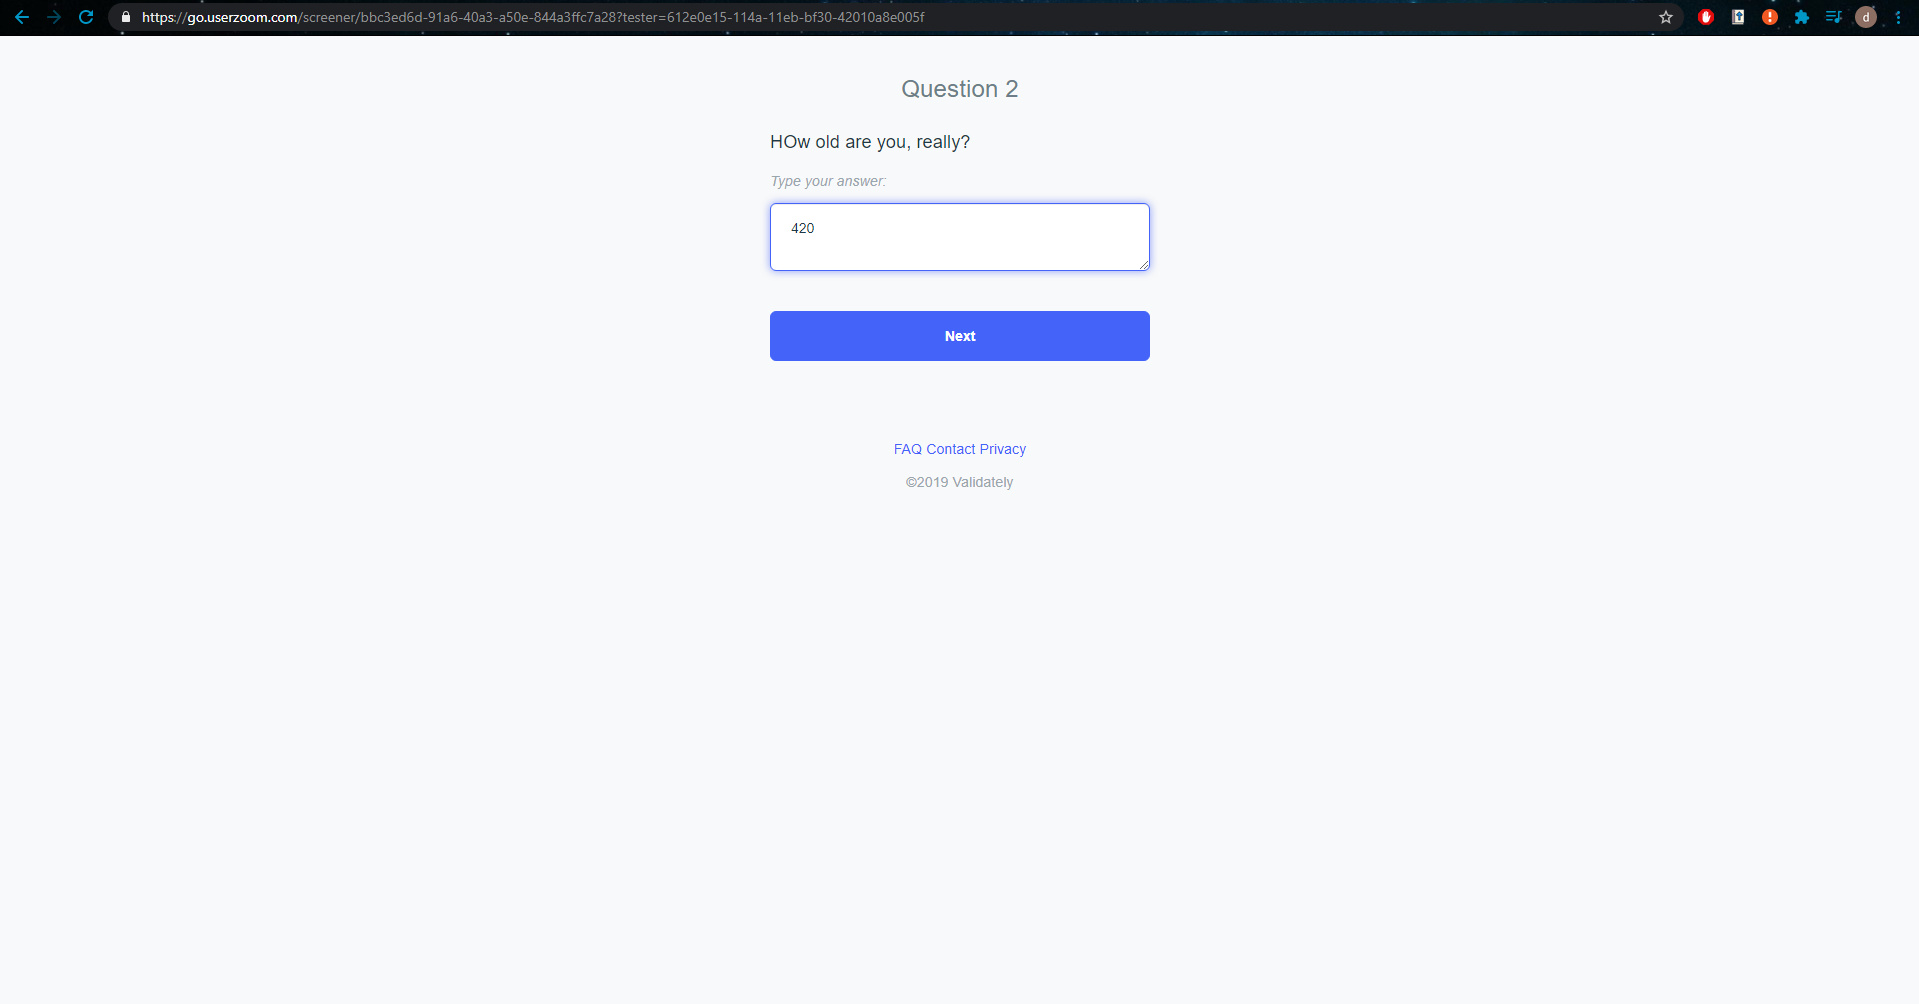 https://go.userzoom.com/screener/bbc3ed6d-91a6-40a3-a50e-844a3ffc7a28?tester=612e0e15-114a-11eb-bf30-42010a8e005f
d
Question 2
HOw old are you, really?
Type your answer:
420
Next
FAQ Contact Privacy
©2019 Validately